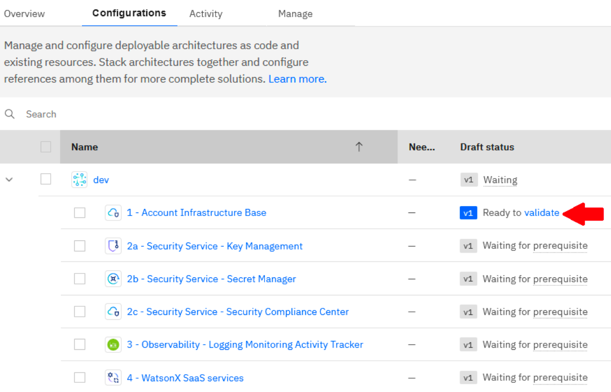 Overview Configurations Activity Manage
Manage and configure deployable architectures as code and
existing resources. Stack architectures together and configure
references among them for more complete solutions. Learn more.
Search
Name Nee... Draft status
dev — v1 Waiting
1 - Account Infrastructure Base — v1 Ready to validate
2a - Security Service - Key Management — v1 Waiting for prerequisite
2b - Security Service - Secret Manager — v1 Waiting for prerequisite
2c - Security Service - Security Compliance Center — v1 Waiting for prerequisite
3 - Observability - Logging Monitoring Activity Tracker — v1 Waiting for prerequisite
4 - WatsonX SaaS services — v1 Waiting for prerequisite